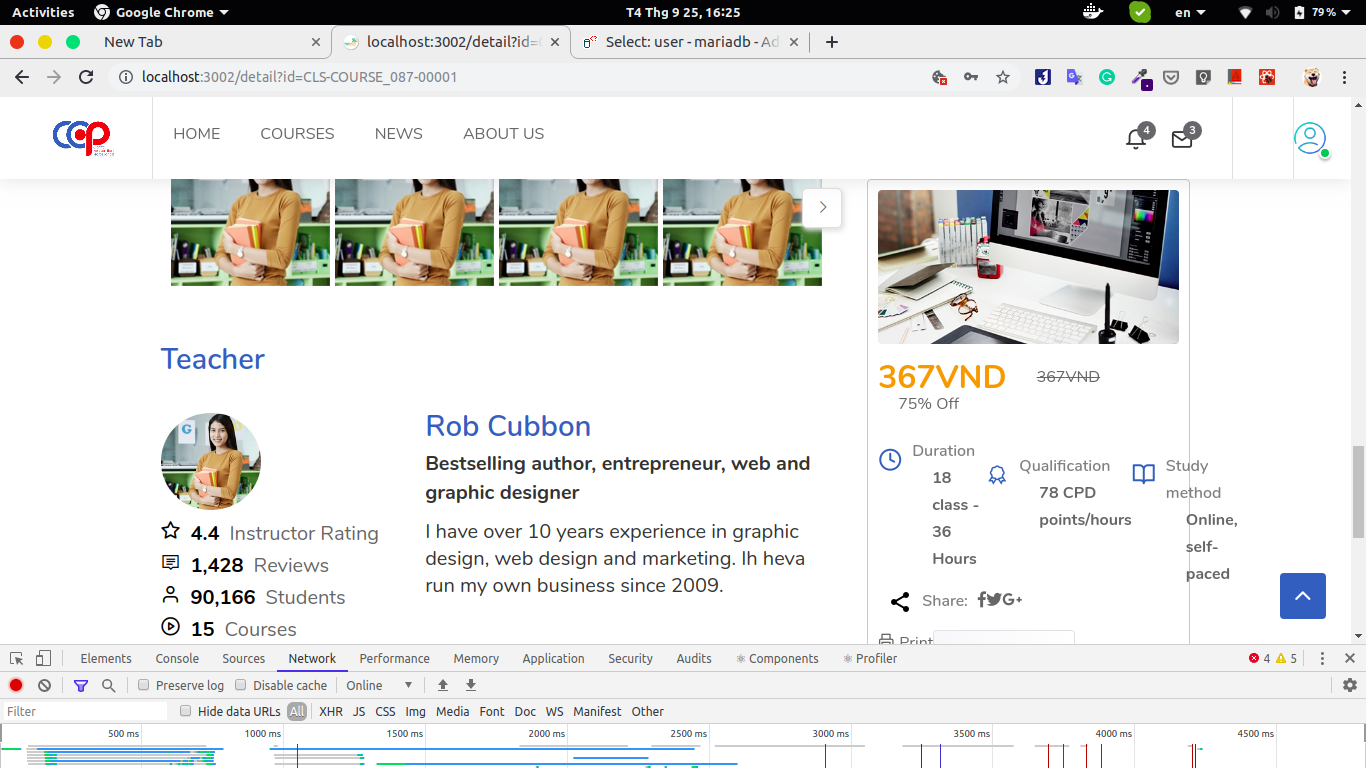 Activities Google Chrome T4 Thg 9 25, 16:25 en 79%
New Tab localhost:3002/detail?id= Select: user - mariadb - Ad
localhost:3002/detail?id=CLS-COURSE_087-00001
HOME COURSES NEWS ABOUT US 4 3
367VND 367VND
75% Off
Teacher
Rob Cubbon
Bestselling author, entrepreneur, web and
graphic designer
I have over 10 years experience in graphic
design, web design and marketing. Ih heva
run my own business since 2009.
4.4 Instructor Rating
1,428 Reviews
90,166 Students
15 Courses
Duration
18
class -
36
Hours
Qualification
78 CPD
points/hours
Study
method
Online,
self-
paced
Share:
Print
Elements Console Sources Network Performance Memory Application Security Audits Components Profiler 4 5
Preserve log Disable cache Online
Filter Hide data URLs All XHR JS CSS Img Media Font Doc WS Manifest Other
500 ms 1000 ms 1500 ms 2000 ms 2500 ms 3000 ms 3500 ms 4000 ms 4500 ms